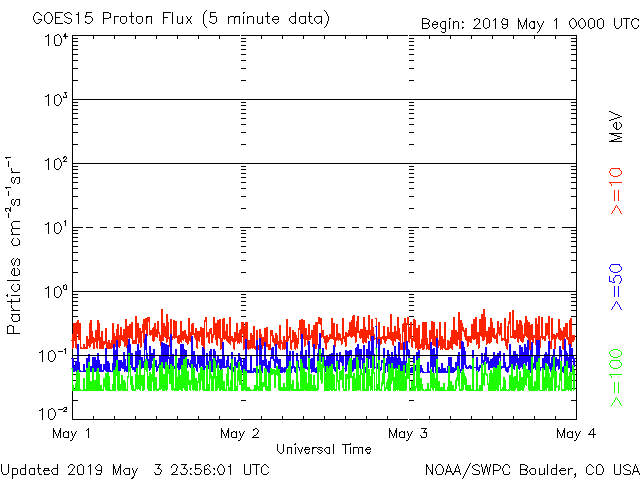 GOES15 Proton Flux (5 minute data)
Begin: 2019 May 1 0000 UTC
10⁴
10³
10²
10¹
10⁰
10⁻¹
10⁻²
Particles cm⁻²s⁻¹sr⁻¹
MeV
>=10
>=50
>=100
May 1
May 2
May 3
May 4
Universal Time
Updated 2019 May 3 23:56:01 UTC
NOAA/SWPC Boulder, CO USA